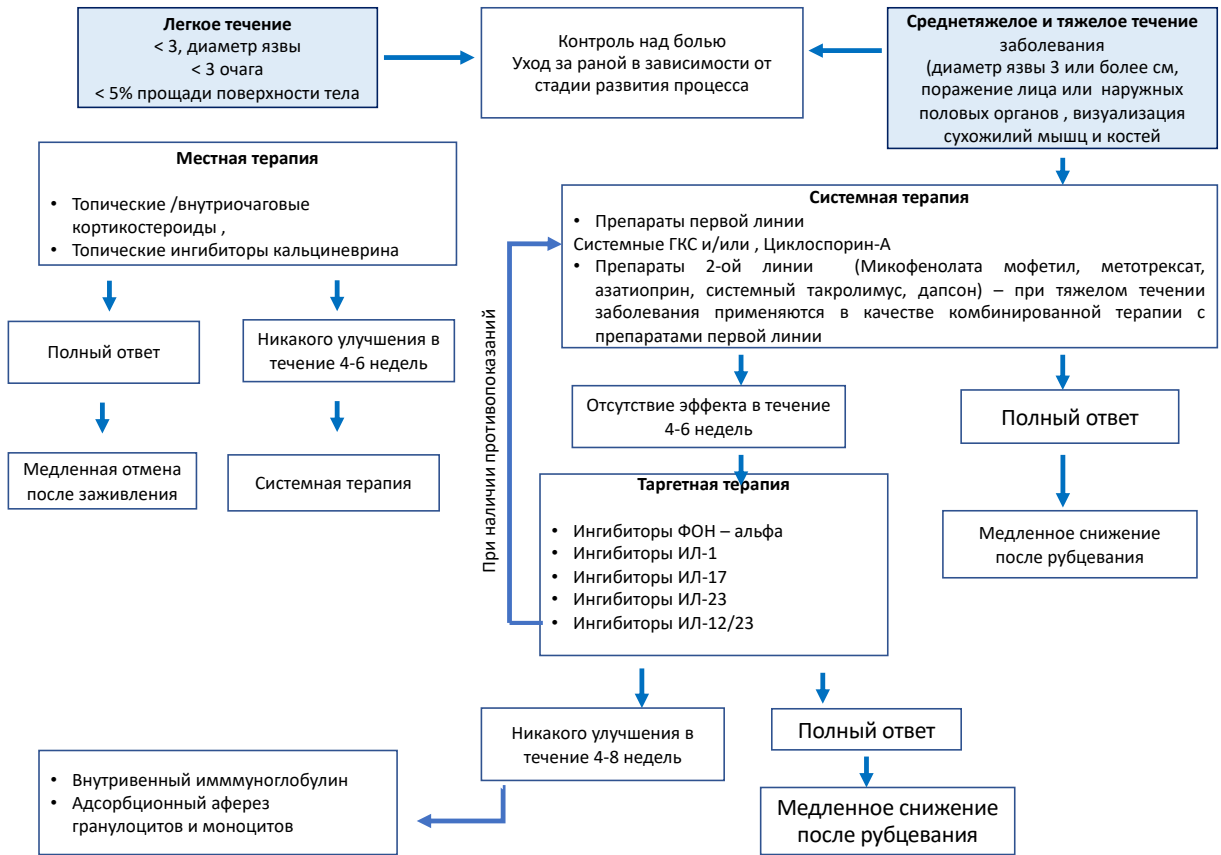 Легкое течение
< 3, диаметр язвы
< 3 очага
< 5% прощади поверхности тела
Контроль над болью
Уход за раной в зависимости от
стадии развития процесса
Среднетяжелое и тяжелое течение
заболевания
(диаметр язвы 3 или более см,
поражение лица или наружных
половых органов , визуализация
сухожилий мышц и костей
Местная терапия
• Топические /внутриочаговые
кортикостероиды ,
• Топические ингибиторы кальциневрина
Системная терапия
• Препараты первой линии
Системные ГКС и/или , Циклоспорин-А
• Препараты 2-ой линии (Микофенолата мофетил, метотрексат,
азатиоприн, системный такролимус, дапсон) – при тяжелом течении
заболевания применяются в качестве комбинированной терапии с
препаратами первой линии
Полный ответ
Никакого улучшения в
течение 4-6 недель
При наличии противопоказаний
Отсутствие эффекта в течение
4-6 недель
Полный ответ
Медленная отмена
после заживления
Системная терапия
Таргетная терапия
• Ингибиторы ФОН – альфа
• Ингибиторы ИЛ-1
• Ингибиторы ИЛ-17
• Ингибиторы ИЛ-23
• Ингибиторы ИЛ-12/23
Медленное снижение
после рубцевания
Никакого улучшения в
течение 4-8 недель
Полный ответ
• Внутривенный имммуноглобулин
• Адсорбционный аферез
гранулоцитов и моноцитов
Медленное снижение
после рубцевания